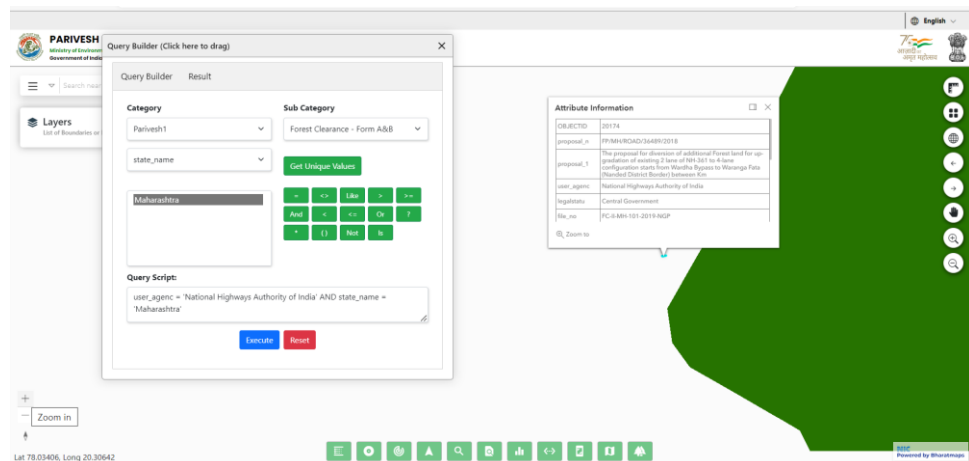 English
PARIVESH
Ministry of Environm
Government of India
Search near
Layers
List of Boundaries or
Query Builder (Click here to drag)
Query Builder Result
Category Sub Category
Parivesh1 Forest Clearance - Form A&B
state_name Get Unique Values
Maharashtra
= <> Like > >=
And < <= Or ?
* () Not Is
Query Script:
user_agenc = 'National Highways Authority of India' AND state_name =
'Maharashtra'
Execute Reset
Attribute Information
OBJECTID 20174
proposal_n FP/MH/ROAD/36489/2018
proposal_1 The proposal for diversion of additional Forest land for up-
gradation of existing 2 lane of NH-361 to 4-lane
configuration starts from Wardha Bypass to Waranga Fata
(Nanded District Border) between Km
user_agenc National Highways Authority of India
legalstatu Central Government
file_no FC-II-MH-101-2019-NGP
Zoom to
आज़ादी का
अमृत महोत्सव
Zoom in
Lat 78.03406, Long 20.30642
NIC
Powered by Bharatmaps